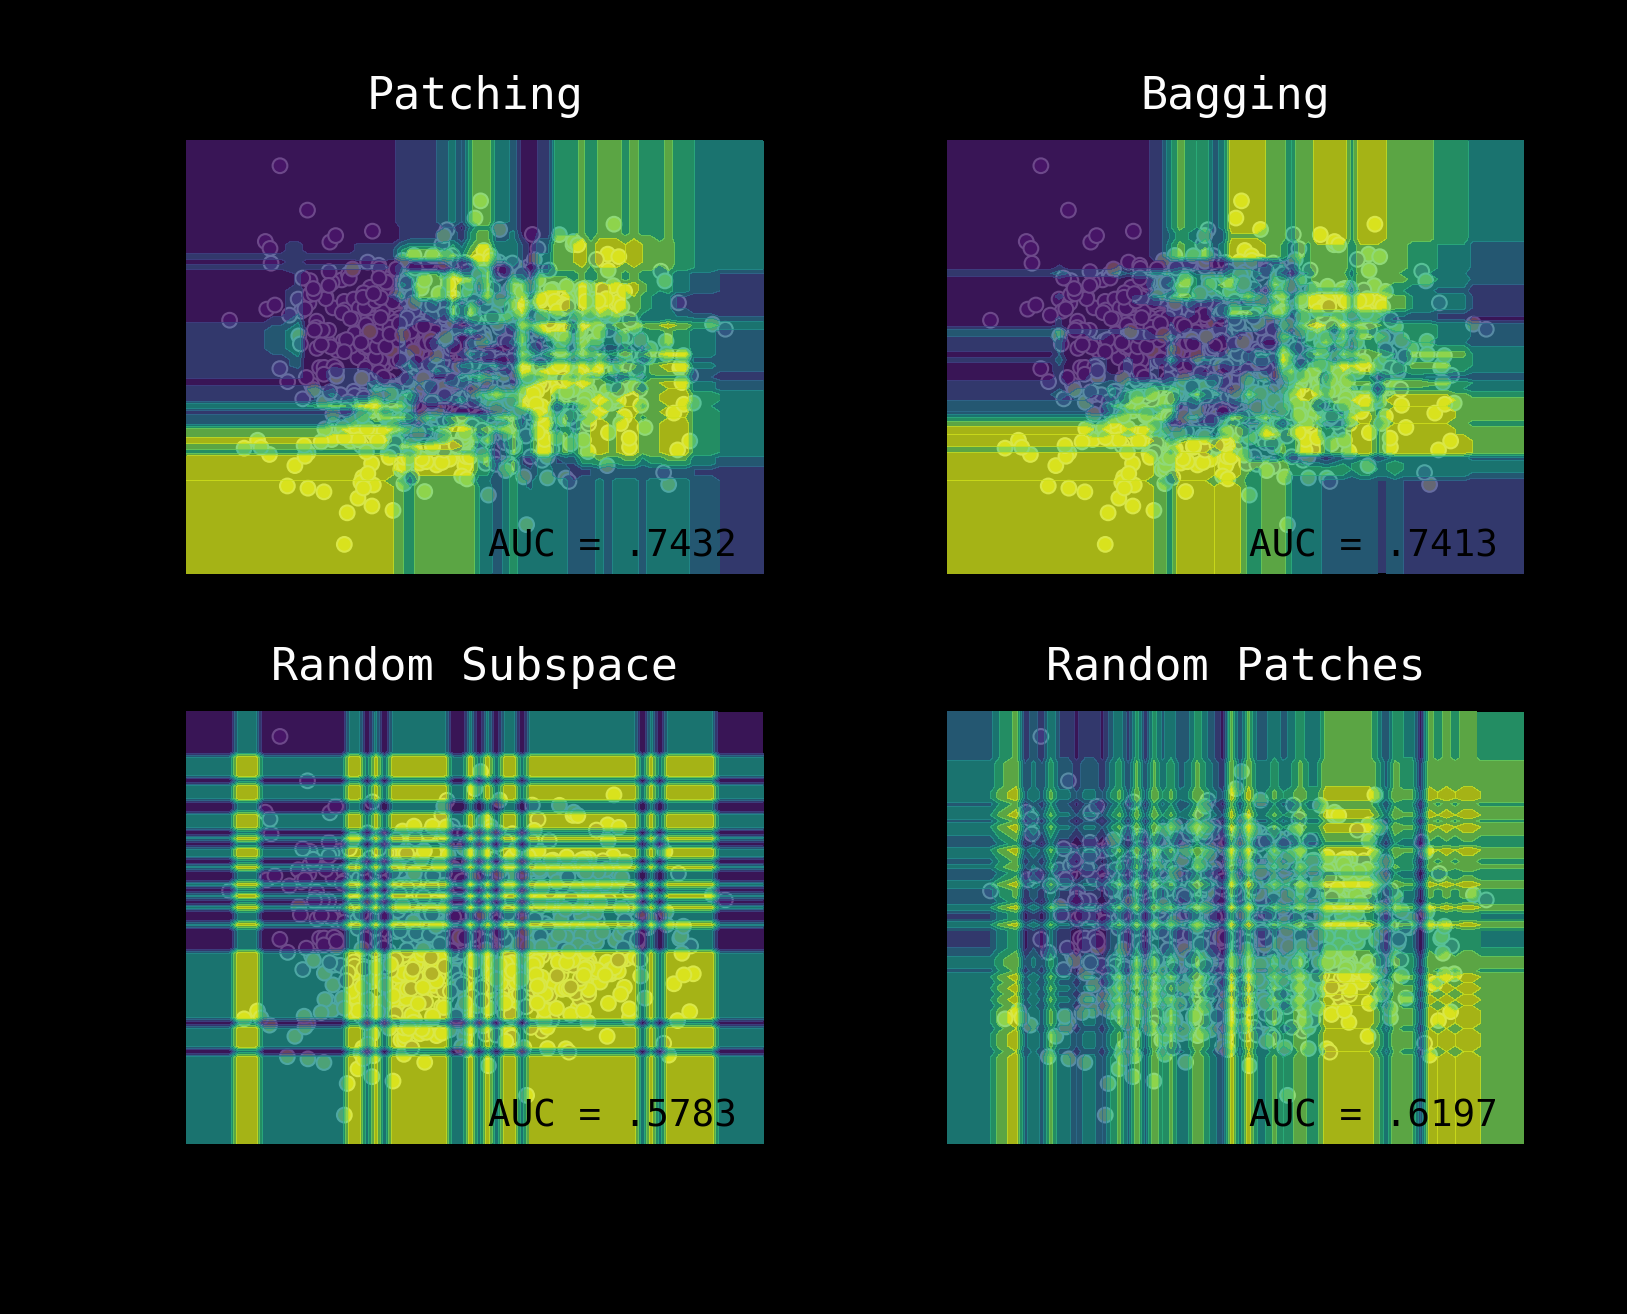 Patching
Bagging
AUC = .7432
AUC = .7413
Random Subspace
Random Patches
AUC = .5783
AUC = .6197